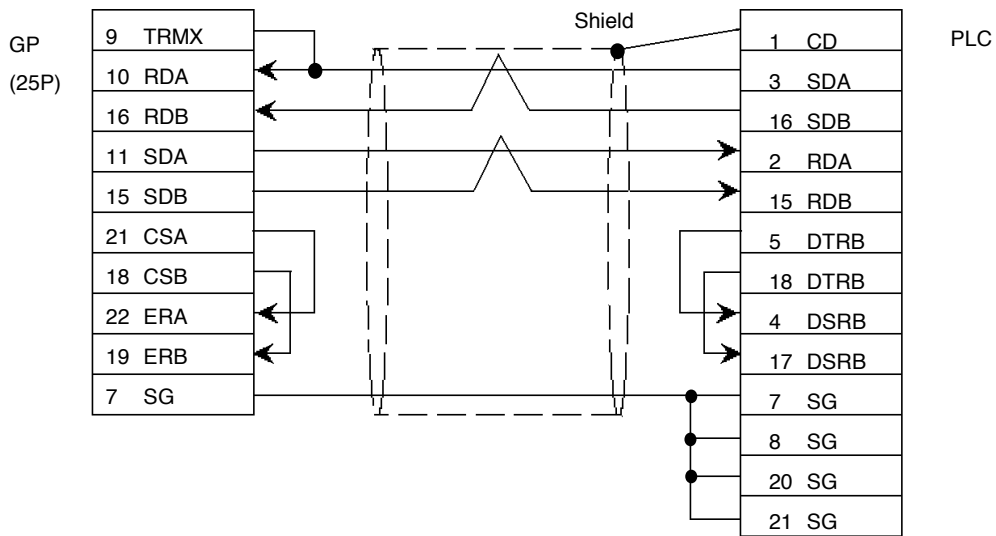 Shield
GP
(25P)
9 TRMX
10 RDA
16 RDB
11 SDA
15 SDB
21 CSA
18 CSB
22 ERA
19 ERB
7 SG
PLC
1 CD
3 SDA
16 SDB
2 RDA
15 RDB
5 DTRB
18 DTRB
4 DSRB
17 DSRB
7 SG
8 SG
20 SG
21 SG